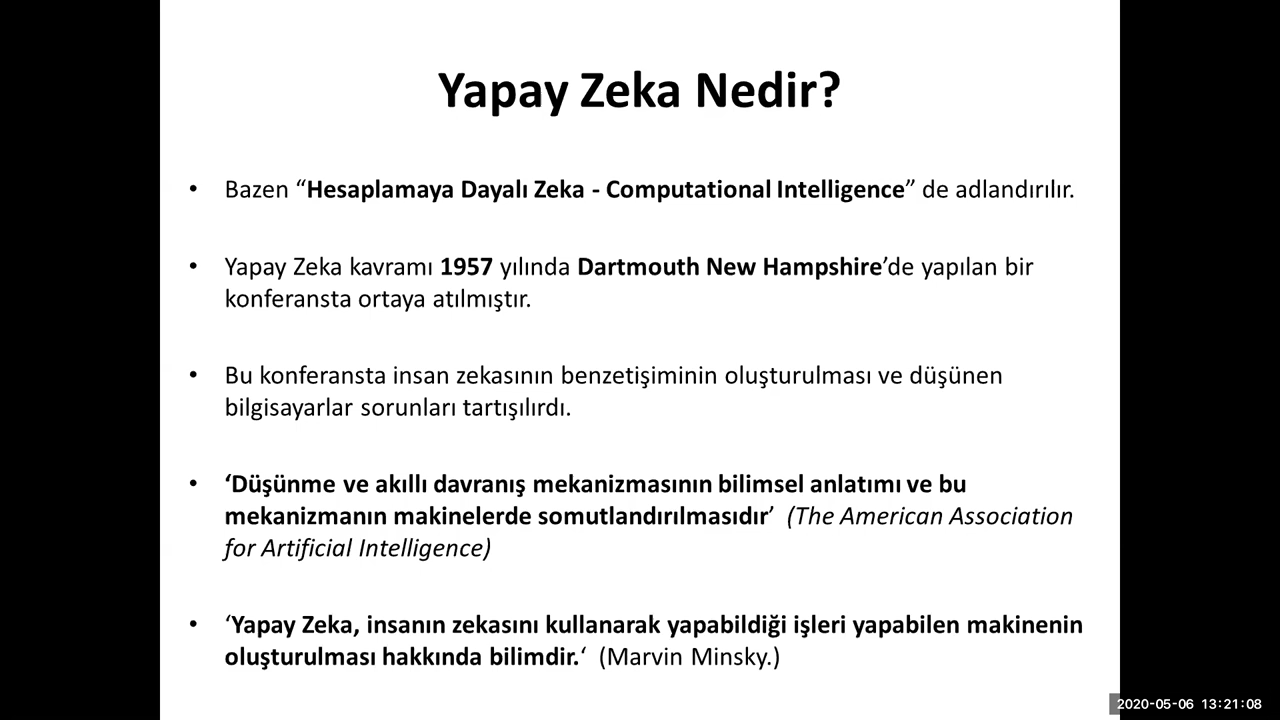 Yapay Zeka Nedir?
• Bazen “Hesaplamaya Dayalı Zeka - Computational Intelligence” de adlandırılır.
• Yapay Zeka kavramı 1957 yılında Dartmouth New Hampshire’de yapılan bir
konferansta ortaya atılmıştır.
• Bu konferansta insan zekasının benzetişiminin oluşturulması ve düşünen
bilgisayarlar sorunları tartışılırdı.
• ‘Düşünme ve akıllı davranış mekanizmasının bilimsel anlatımı ve bu
mekanizmanın makinelerde somutlandırılmasıdır’ (The American Association
for Artificial Intelligence)
• ‘Yapay Zeka, insanın zekasını kullanarak yapabildiği işleri yapabilen makinenin
oluşturulması hakkında bilimdir.‘ (Marvin Minsky.)
2020-05-06 13:21:08